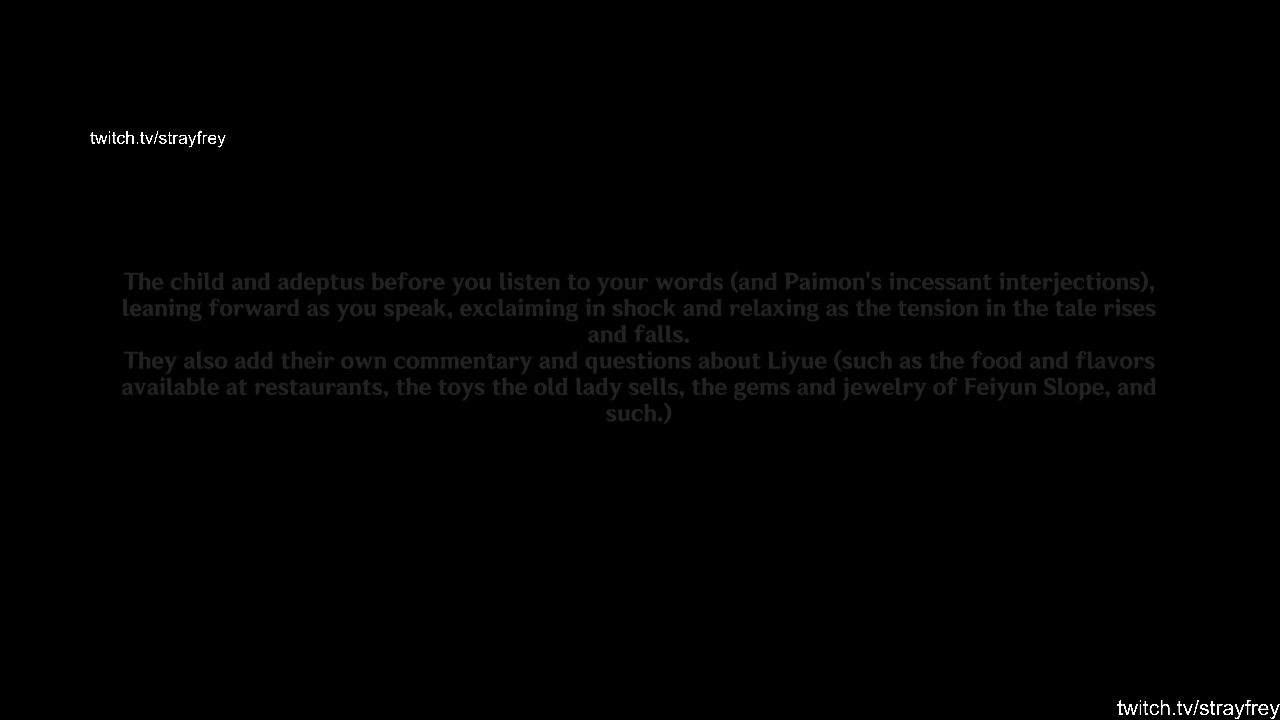 twitch.tv/strayfrey
The child and adeptus before you listen to your words (and Paimon's incessant interjections),
leaning forward as you speak, exclaiming in shock and relaxing as the tension in the tale rises
and falls.
They also add their own commentary and questions about Liyue (such as the food and flavors
available at restaurants, the toys the old lady sells, the gems and jewelry of Feiyun Slope, and
such.)
twitch.tv/strayfrey